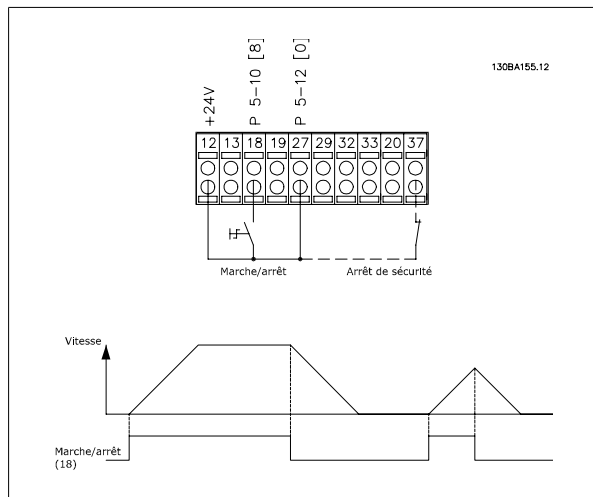 130BA155.12
+24V
P 5-10 [8]
P 5-12 [0]
12 13 18 19 27 29 32 33 20 37
Marche/arrêt
Arrêt de sécurité
Vitesse
Marche/arrêt
(18)